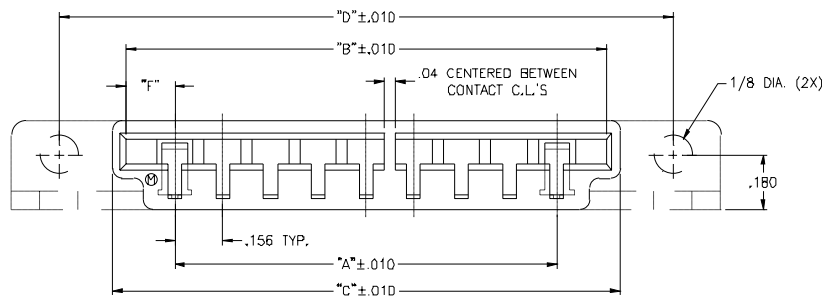 "D"±.010
"B"±.010
"F"
.04 CENTERED BETWEEN
CONTACT C.L.'S
1/8 DIA. (2X)
M
.180
.156 TYP.
"A"±.010
"C"±.010